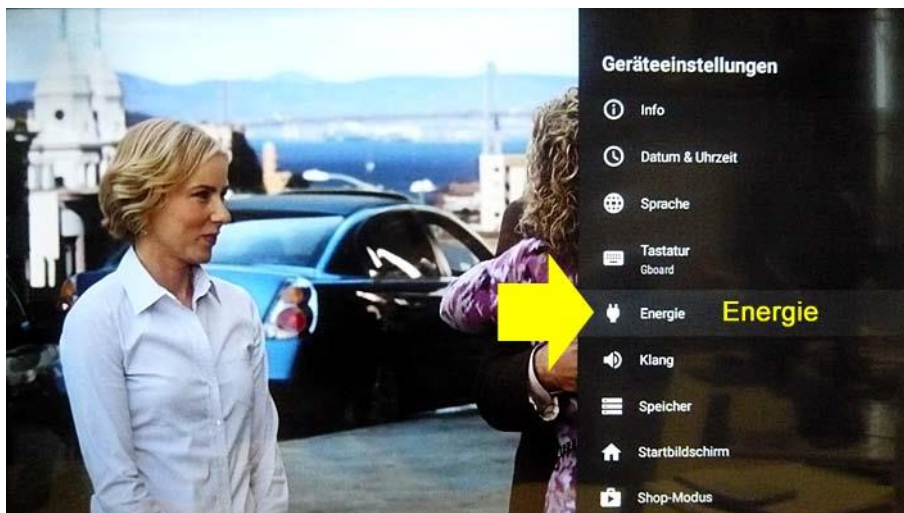 Geräteeinstellungen
Info
Datum & Uhrzeit
Sprache
Tastatur
Gboard
Energie Energie
Klang
Speicher
Startbildschirm
Shop-Modus